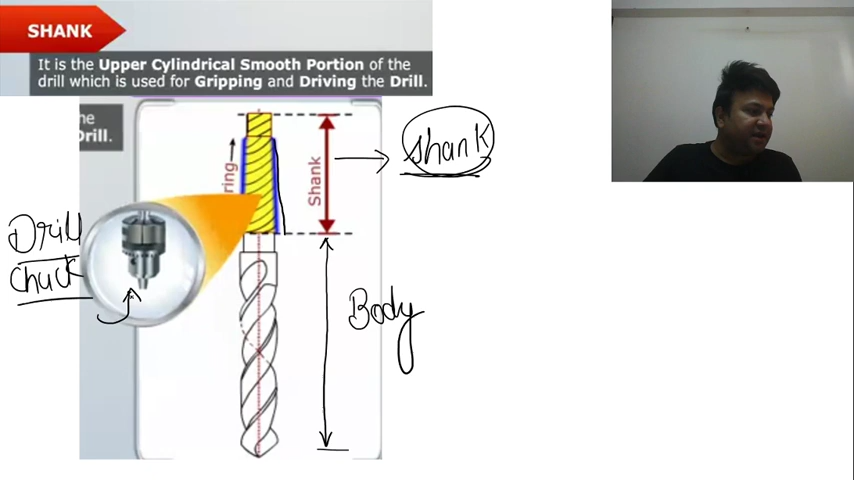 SHANK
It is the Upper Cylindrical Smooth Portion of the
drill which is used for Gripping and Driving the Drill.
he
Drill.
ring
Shank
Shank
Drill
Chuck
Body